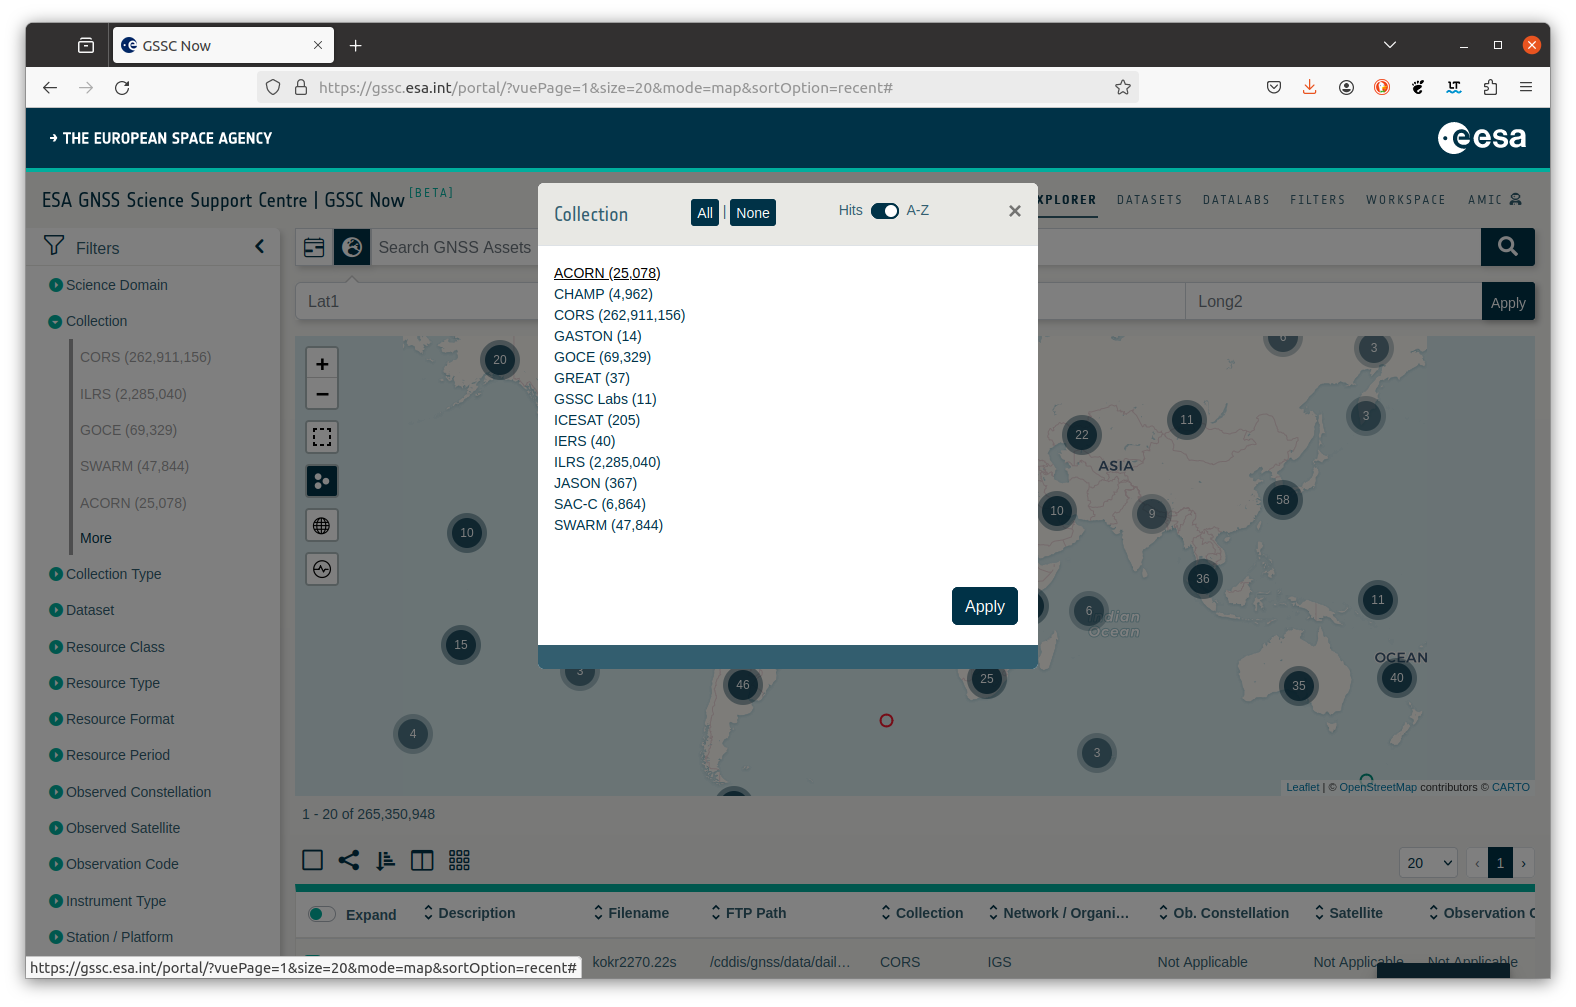 GSSC Now
https://gssc.esa.int/portal/?vuePage=1&size=20&mode=map&sortOption=recent#
THE EUROPEAN SPACE AGENCY
esa
ESA GNSS Science Support Centre | GSSC Now [BETA]
XPLORER DATASETS DATALABS FILTERS WORKSPACE AMIC
Filters
Search GNSS Assets
Lat1
Long2
Apply
Science Domain
Collection
CORS (262,911,156)
ILRS (2,285,040)
GOCE (69,329)
SWARM (47,844)
ACORN (25,078)
More
Collection Type
Dataset
Resource Class
Resource Type
Resource Format
Resource Period
Observed Constellation
Observed Satellite
Observation Code
Instrument Type
Station / Platform
Collection
All | None
Hits A-Z
ACORN (25,078)
CHAMP (4,962)
CORS (262,911,156)
GASTON (14)
GOCE (69,329)
GREAT (37)
GSSC Labs (11)
ICESAT (205)
IERS (40)
ILRS (2,285,040)
JASON (367)
SAC-C (6,864)
SWARM (47,844)
Apply
+
−
20
6
3
3
11
22
ASIA
58
10
9
10
36
6
11
Indian
Ocean
15
3
46
25
OCEAN
35
40
4
3
Leaflet | © OpenStreetMap contributors © CARTO
1 - 20 of 265,350,948
20
‹ 1 ›
Expand Description Filename FTP Path Collection Network / Organi... Ob. Constellation Satellite Observation C
kokr2270.22s /cddis/gnss/data/dail... CORS IGS Not Applicable Not Applicable Not Applicable
https://gssc.esa.int/portal/?vuePage=1&size=20&mode=map&sortOption=recent#